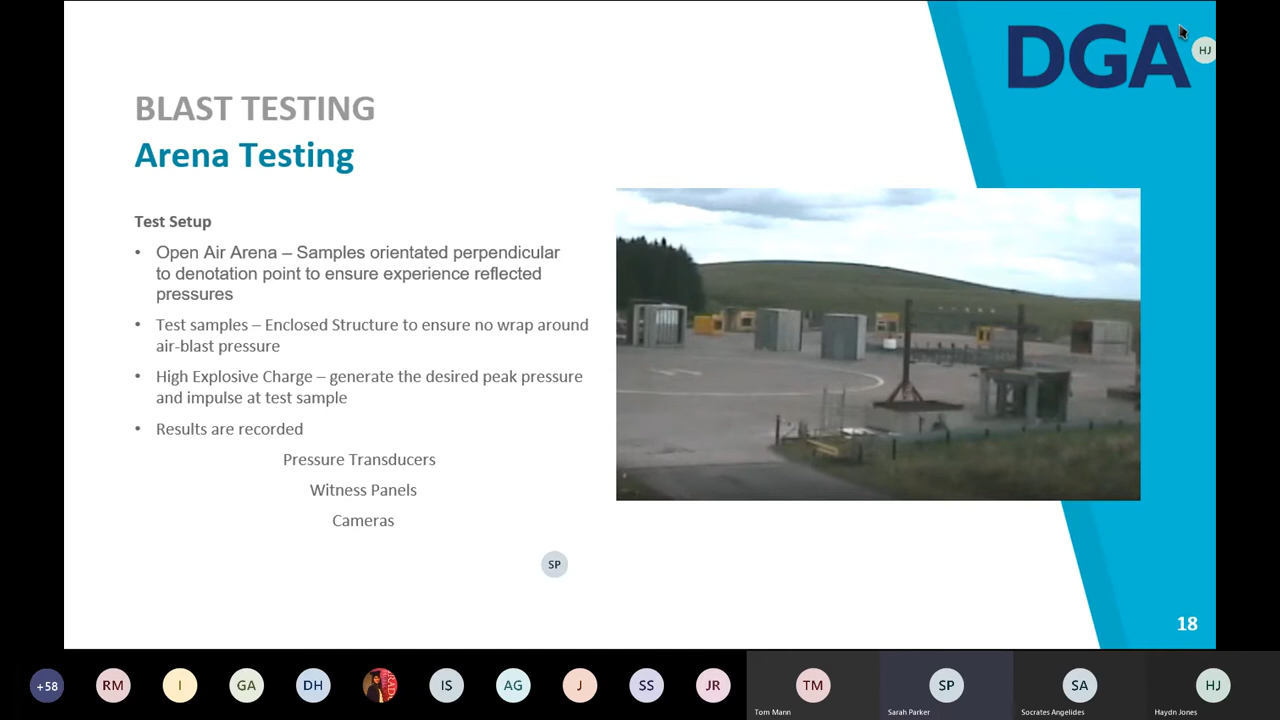 DGA
HJ
BLAST TESTING
Arena Testing
Test Setup
• Open Air Arena – Samples orientated perpendicular
to denotation point to ensure experience reflected
pressures
• Test samples – Enclosed Structure to ensure no wrap around
air-blast pressure
• High Explosive Charge – generate the desired peak pressure
and impulse at test sample
• Results are recorded
Pressure Transducers
Witness Panels
Cameras
SP
18
+58
RM
I
GA
DH
IS
AG
J
SS
JR
TM
Tom Mann
SP
Sarah Parker
SA
Socrates Angelides
HJ
Haydn Jones